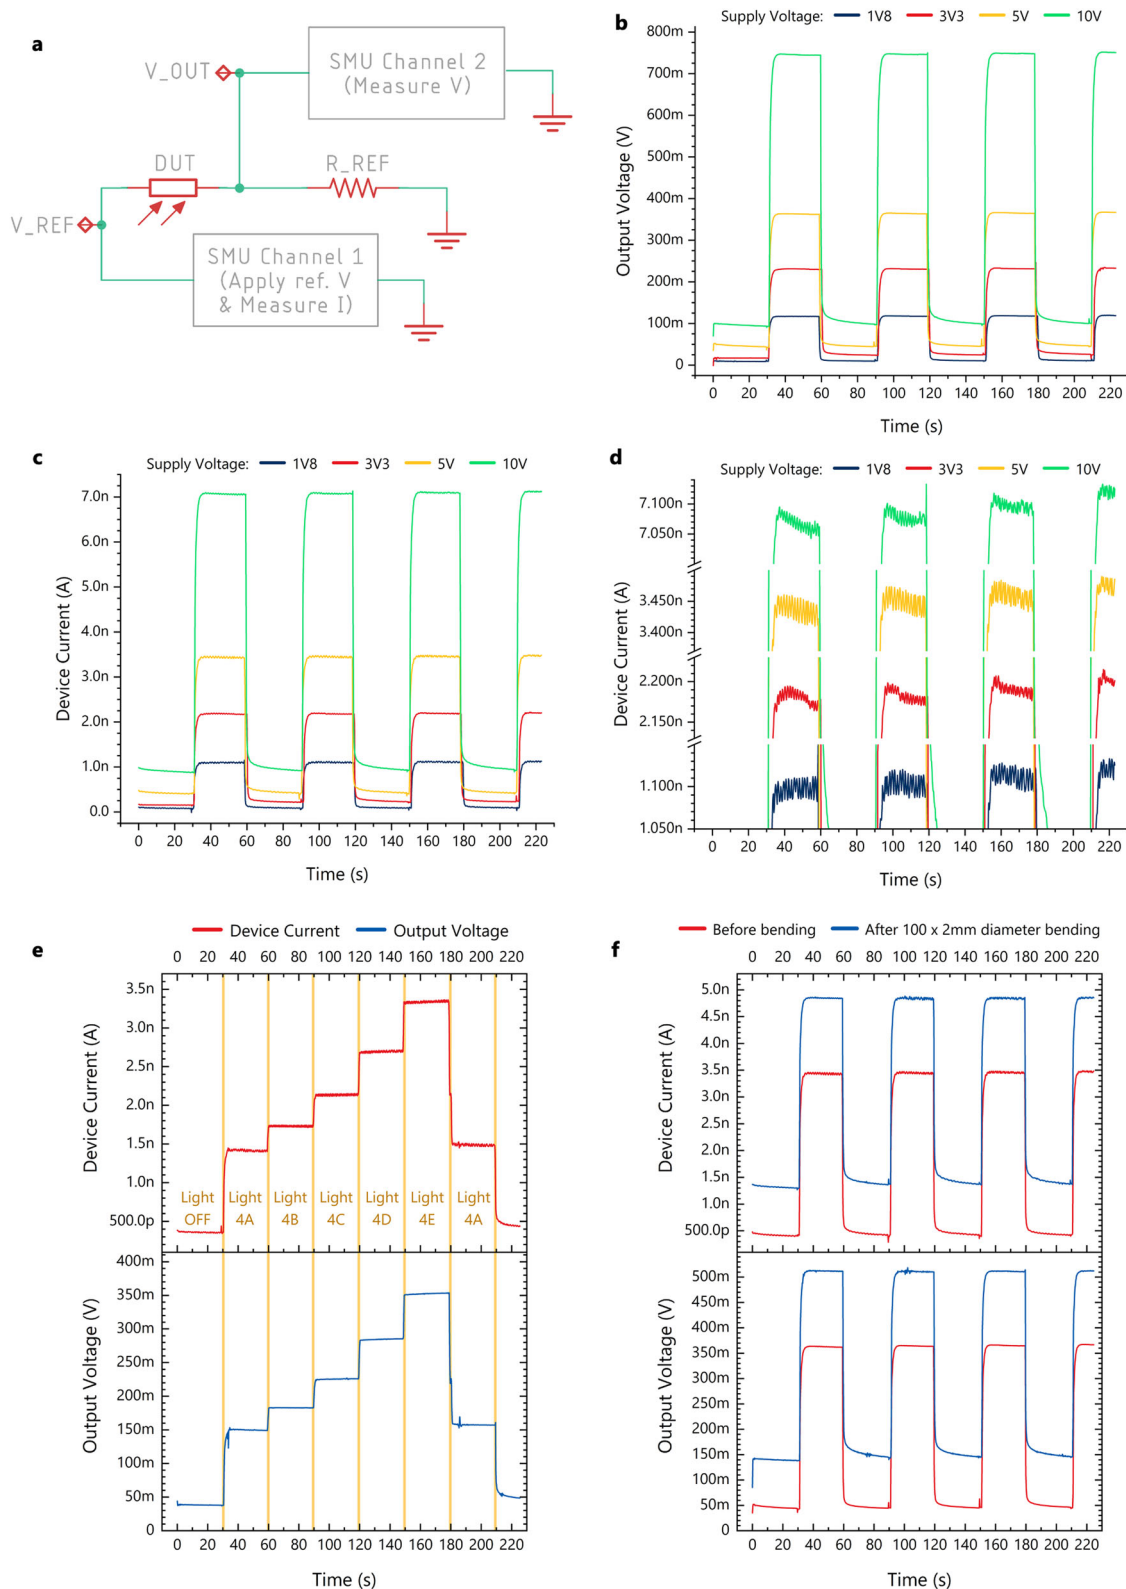 a
V_OUT
SMU Channel 2
(Measure V)
DUT
R_REF
V_REF
SMU Channel 1
(Apply ref. V
& Measure I)
b
Supply Voltage: 1V8 3V3 5V 10V
Output Voltage (V)
800m
700m
600m
500m
400m
300m
200m
100m
0
0 20 40 60 80 100 120 140 160 180 200 220
Time (s)
c
Supply Voltage: 1V8 3V3 5V 10V
Device Current (A)
7.0n
6.0n
5.0n
4.0n
3.0n
2.0n
1.0n
0.0
0 20 40 60 80 100 120 140 160 180 200 220
Time (s)
d
Supply Voltage: 1V8 3V3 5V 10V
Device Current (A)
7.100n
7.050n
3.450n
3.400n
2.200n
2.150n
1.100n
1.050n
0 20 40 60 80 100 120 140 160 180 200 220
Time (s)
e
Device Current Output Voltage
0 20 40 60 80 100 120 140 160 180 200 220
Device Current (A)
3.5n
3.0n
2.5n
2.0n
1.5n
1.0n
500.0p
Light Light Light Light Light Light Light
OFF 4A 4B 4C 4D 4E 4A
Output Voltage (V)
400m
350m
300m
250m
200m
150m
100m
50m
0
0 20 40 60 80 100 120 140 160 180 200 220
Time (s)
f
Before bending After 100 x 2mm diameter bending
0 20 40 60 80 100 120 140 160 180 200 220
Device Current (A)
5.0n
4.5n
4.0n
3.5n
3.0n
2.5n
1.5n
1.0n
500.0p
Output Voltage (V)
500m
450m
400m
350m
300m
250m
150m
100m
50m
0
0 20 40 60 80 100 120 140 160 180 200 220
Time (s)